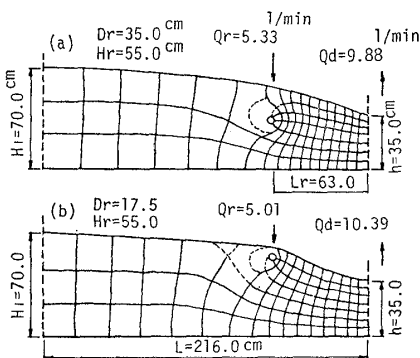 (a) Dr=35.0 cm
Hr=55.0 cm
l/min
Qr=5.33
l/min
Qd=9.88
H₁=70.0 cm
h=35.0 cm
Lr=63.0
(b) Dr=17.5
Hr=55.0
Qr=5.01
Qd=10.39
H₁=70.0
h=35.0
L=216.0 cm